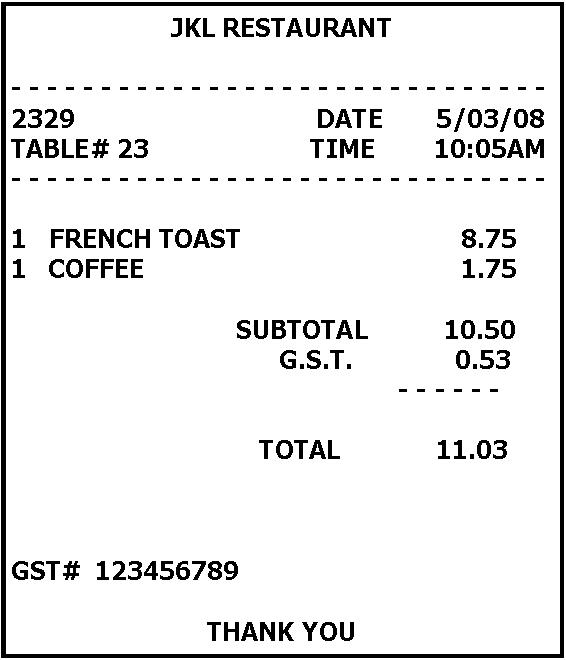 JKL RESTAURANT
- - - - - - - - - - - - - - - - - - - - - - - - - - - - - -
2329 DATE 5/03/08
TABLE# 23 TIME 10:05AM
- - - - - - - - - - - - - - - - - - - - - - - - - - - - - -
1 FRENCH TOAST 8.75
1 COFFEE 1.75
SUBTOTAL 10.50
G.S.T. 0.53
- - - - - -
TOTAL 11.03
GST# 123456789
THANK YOU